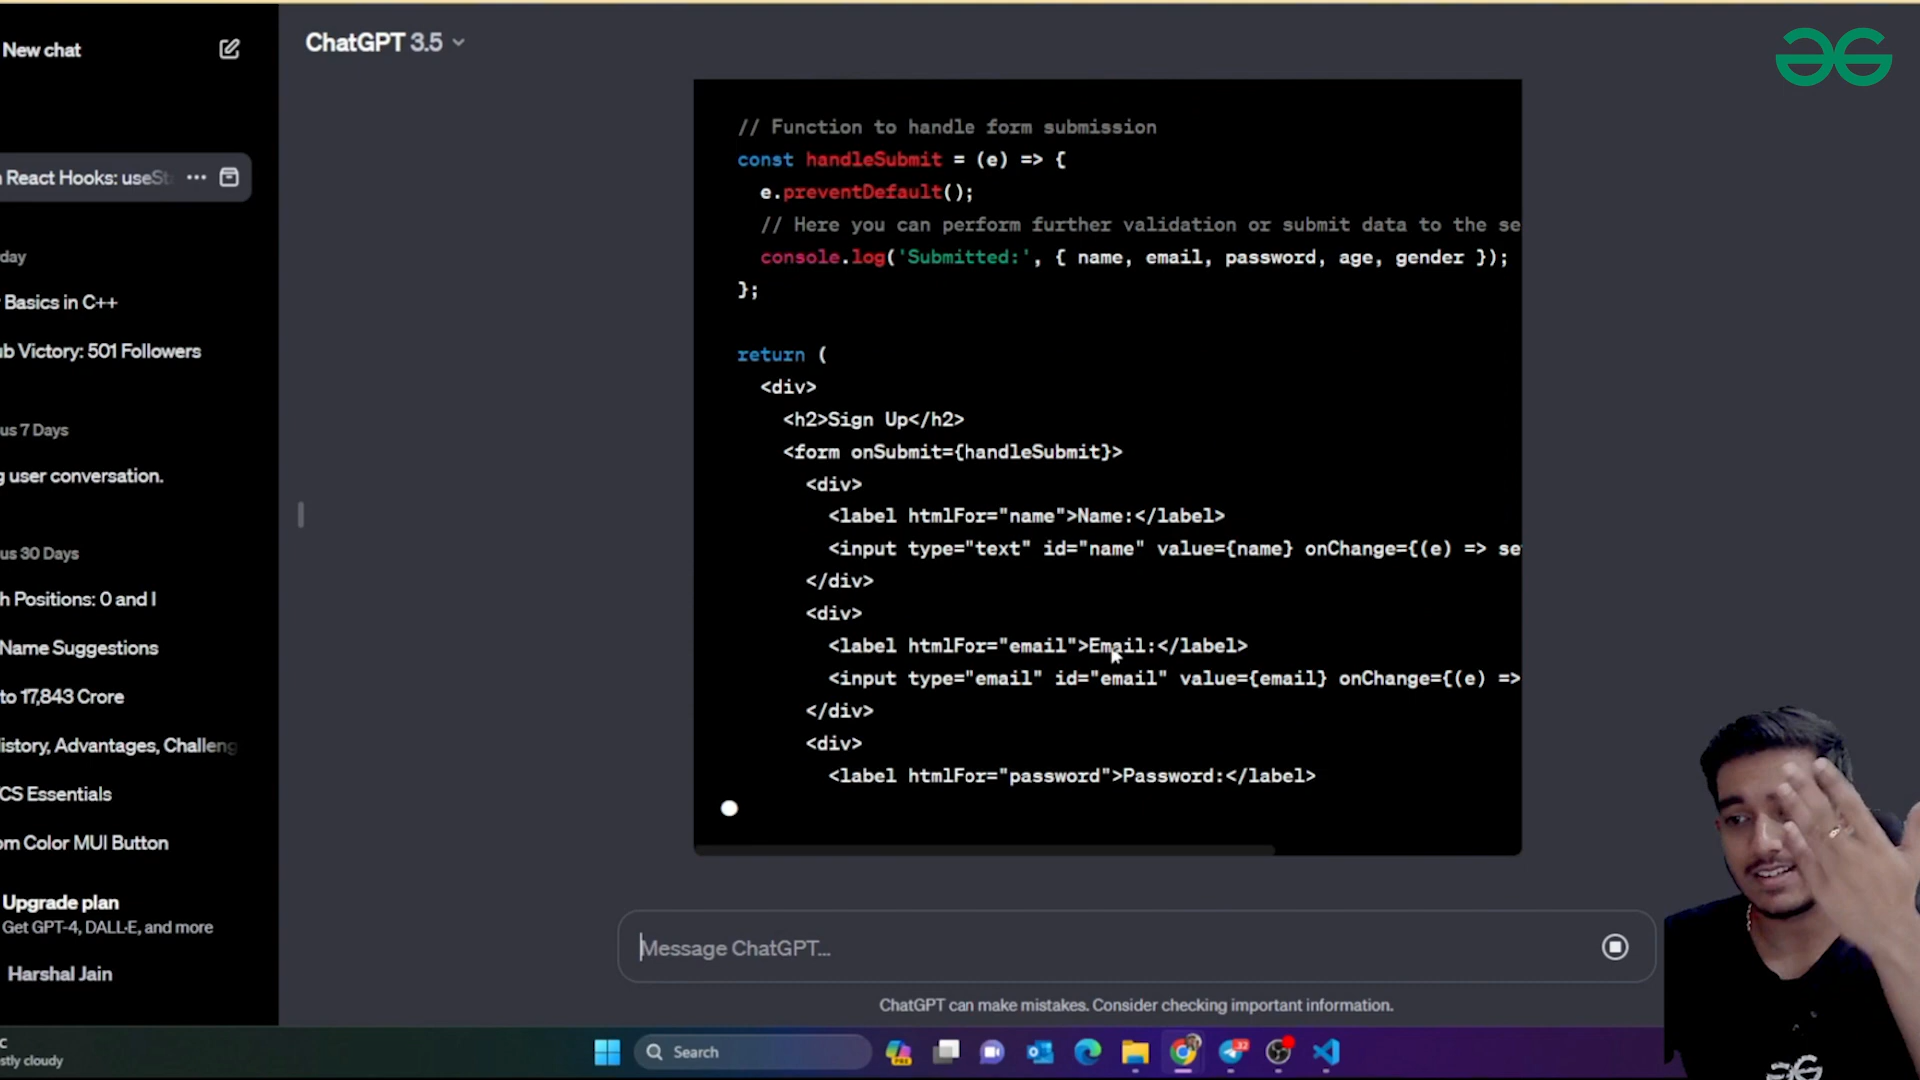 New chat
ChatGPT 3.5
React Hooks: useSt
day
Basics in C++
b Victory: 501 Followers
us 7 Days
g user conversation.
us 30 Days
h Positions: 0 and I
Name Suggestions
to 17,843 Crore
istory, Advantages, Challeng
CS Essentials
om Color MUI Button
Upgrade plan
Get GPT-4, DALL·E, and more
Harshal Jain
// Function to handle form submission
const handleSubmit = (e) => {
e.preventDefault();
// Here you can perform further validation or submit data to the se
console.log('Submitted:', { name, email, password, age, gender });
};
return (
<div>
<h2>Sign Up</h2>
<form onSubmit={handleSubmit}>
<div>
<label htmlFor="name">Name:</label>
<input type="text" id="name" value={name} onChange={(e) => se
</div>
<div>
<label htmlFor="email">Email:</label>
<input type="email" id="email" value={email} onChange={(e) =>
</div>
<div>
<label htmlFor="password">Password:</label>
Message ChatGPT...
ChatGPT can make mistakes. Consider checking important information.
C
stly cloudy
Search
PRE
32